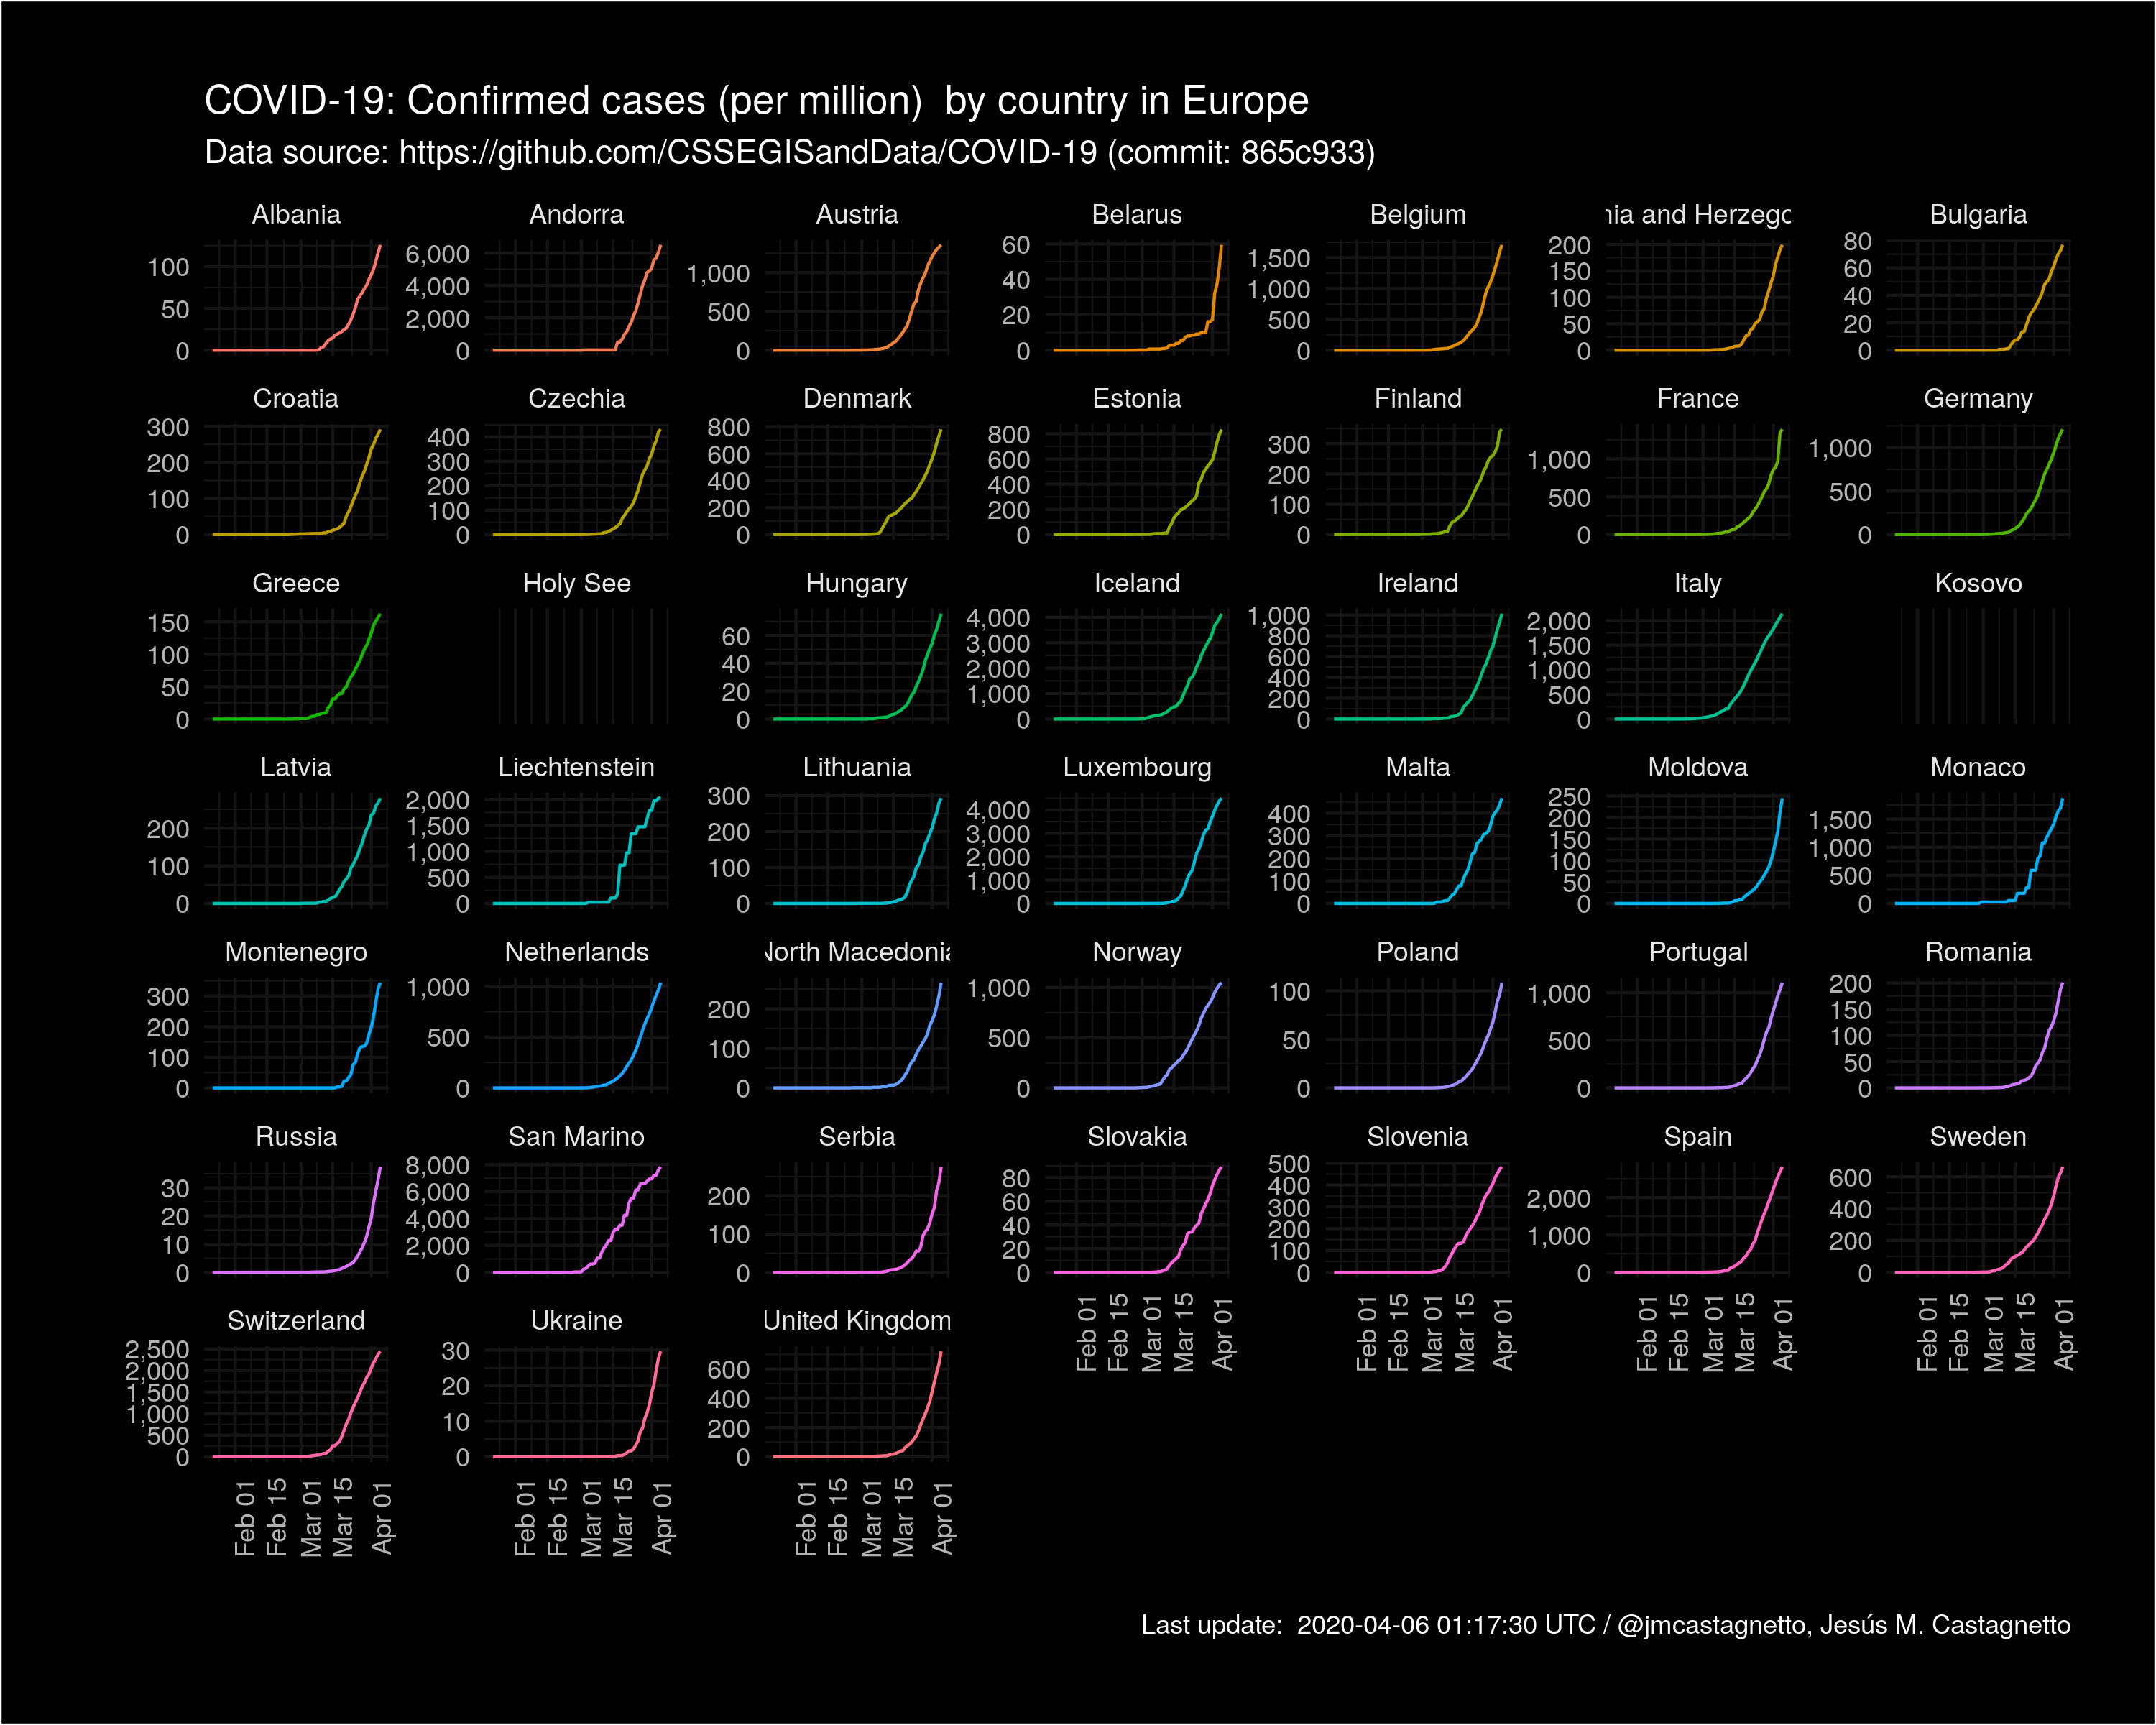 COVID-19: Confirmed cases (per million)  by country in Europe
Data source: https://github.com/CSSEGISandData/COVID-19 (commit: 865c933)
Albania Andorra Austria Belarus Belgium nia and Herzego Bulgaria
100 50 0
6,000 4,000 2,000 0
1,000 500 0
60 40 20 0
1,500 1,000 500 0
200 150 100 50 0
80 60 40 20 0
Croatia Czechia Denmark Estonia Finland France Germany
300 200 100 0
400 300 200 100 0
800 600 400 200 0
800 600 400 200 0
300 200 100 0
1,000 500 0
1,000 500 0
Greece Holy See Hungary Iceland Ireland Italy Kosovo
150 100 50 0
60 40 20 0
4,000 3,000 2,000 1,000 0
1,000 800 600 400 200 0
2,000 1,500 1,000 500 0
Latvia Liechtenstein Lithuania Luxembourg Malta Moldova Monaco
200 100 0
2,000 1,500 1,000 500 0
300 200 100 0
4,000 3,000 2,000 1,000 0
400 300 200 100 0
250 200 150 100 50 0
1,500 1,000 500 0
Montenegro Netherlands North Macedonia Norway Poland Portugal Romania
300 200 100 0
1,000 500 0
200 100 0
1,000 500 0
100 50 0
1,000 500 0
200 150 100 50 0
Russia San Marino Serbia Slovakia Slovenia Spain Sweden
30 20 10 0
8,000 6,000 4,000 2,000 0
200 100 0
80 60 40 20 0
500 400 300 200 100 0
2,000 1,000 0
600 400 200 0
Feb 01 Feb 15 Mar 01 Mar 15 Apr 01
Feb 01 Feb 15 Mar 01 Mar 15 Apr 01
Feb 01 Feb 15 Mar 01 Mar 15 Apr 01
Feb 01 Feb 15 Mar 01 Mar 15 Apr 01
Switzerland Ukraine United Kingdom
2,500 2,000 1,500 1,000 500 0
30 20 10 0
600 400 200 0
Feb 01 Feb 15 Mar 01 Mar 15 Apr 01
Feb 01 Feb 15 Mar 01 Mar 15 Apr 01
Feb 01 Feb 15 Mar 01 Mar 15 Apr 01
Last update:  2020-04-06 01:17:30 UTC / @jmcastagnetto, Jesús M. Castagnetto